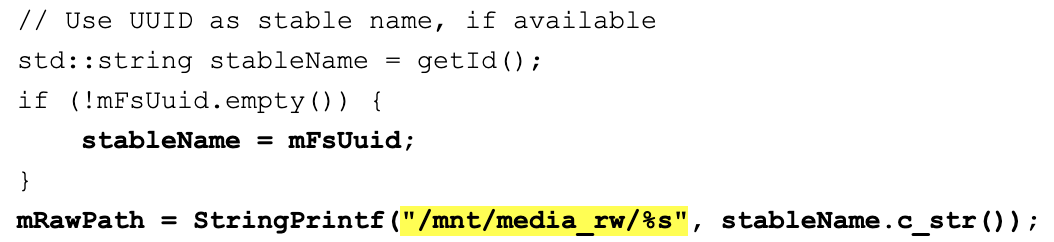 // Use UUID as stable name, if available
std::string stableName = getId();
if (!mFsUuid.empty()) {
    stableName = mFsUuid;
}
mRawPath = StringPrintf("/mnt/media_rw/%s", stableName.c_str());